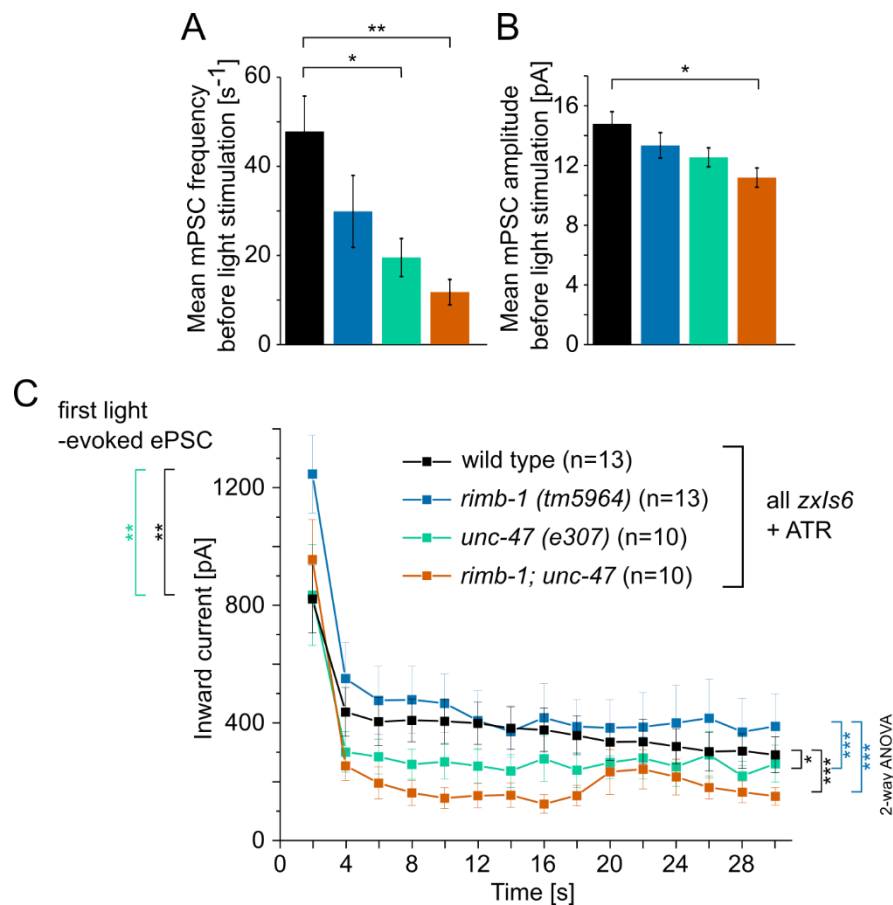 A
**
*
Mean mPSC frequency
before light stimulation [s-1]
60
40
20
0
B
*
Mean mPSC amplitude
before light stimulation [pA]
16
12
8
4
0
C
first light
-evoked ePSC
**
**
Inward current [pA]
1200
800
400
0
wild type (n=13)
rimb-1 (tm5964) (n=13)
unc-47 (e307) (n=10)
rimb-1; unc-47 (n=10)
all zxIs6
+ ATR
*
***
***
***
2-way ANOVA
0 4 8 12 16 20 24 28
Time [s]